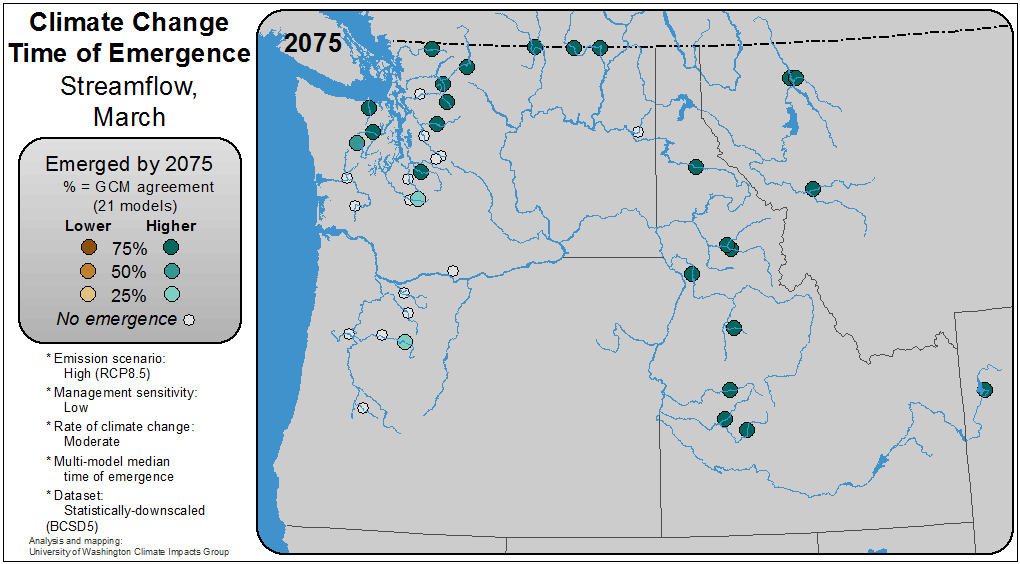 Climate Change
Time of Emergence
Streamflow,
March
2075
Emerged by 2075
% = GCM agreement
(21 models)
Lower Higher
75%
50%
25%
No emergence
* Emission scenario:
High (RCP8.5)
* Management sensitivity:
Low
* Rate of climate change:
Moderate
* Multi-model median
time of emergence
* Dataset:
Statistically-downscaled
(BCSD5)
Analysis and mapping:
University of Washington Climate Impacts Group